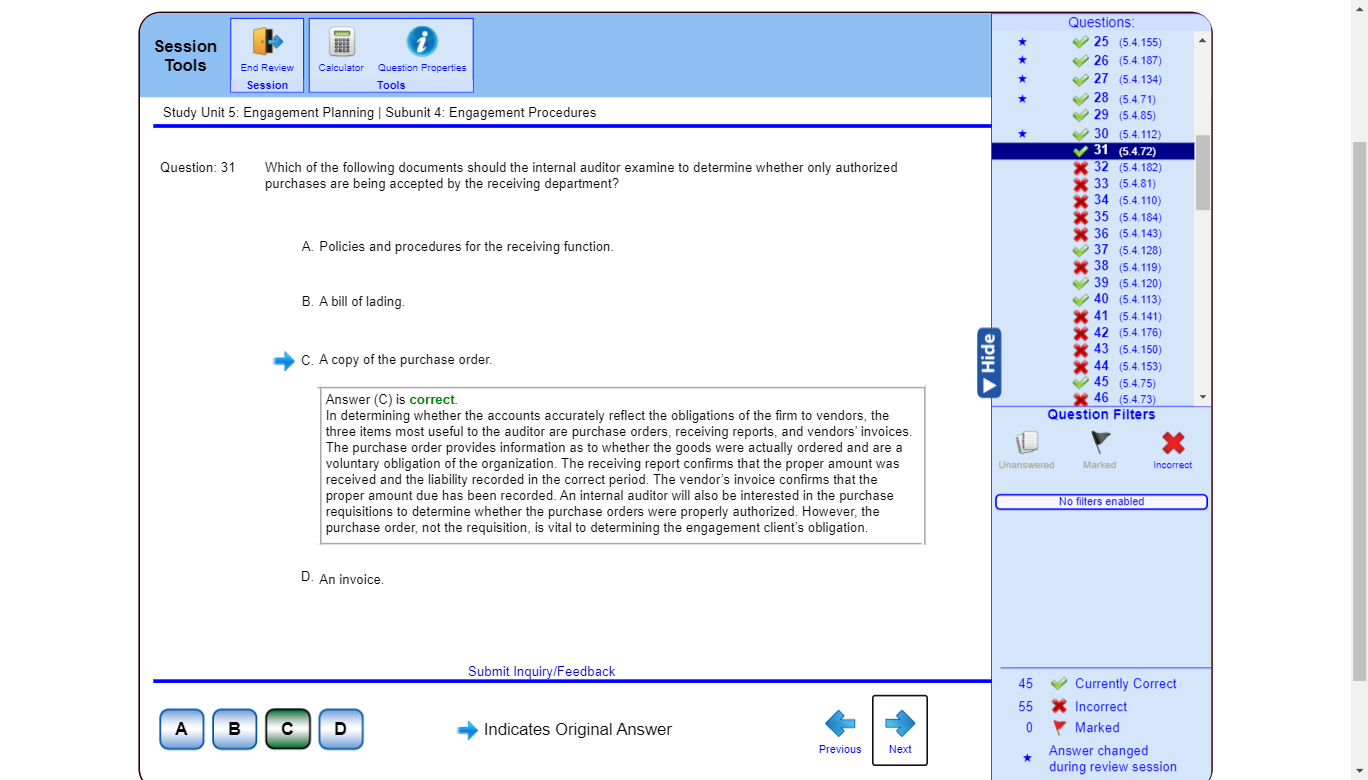 Session
Tools
End Review
Session
Calculator
Question Properties
Tools
Study Unit 5: Engagement Planning | Subunit 4: Engagement Procedures
Question: 31
Which of the following documents should the internal auditor examine to determine whether only authorized
purchases are being accepted by the receiving department?
A. Policies and procedures for the receiving function.
B. A bill of lading.
C. A copy of the purchase order.
Answer (C) is correct.
In determining whether the accounts accurately reflect the obligations of the firm to vendors, the
three items most useful to the auditor are purchase orders, receiving reports, and vendors' invoices.
The purchase order provides information as to whether the goods were actually ordered and are a
voluntary obligation of the organization. The receiving report confirms that the proper amount was
received and the liability recorded in the correct period. The vendor's invoice confirms that the
proper amount due has been recorded. An internal auditor will also be interested in the purchase
requisitions to determine whether the purchase orders were properly authorized. However, the
purchase order, not the requisition, is vital to determining the engagement client's obligation.
D. An invoice.
Submit Inquiry/Feedback
A
B
C
D
Indicates Original Answer
Previous
Next
Hide
Questions:
25 (5.4.155)
26 (5.4.187)
27 (5.4.134)
28 (5.4.71)
29 (5.4.85)
30 (5.4.112)
31 (5.4.72)
32 (5.4.182)
33 (5.4.81)
34 (5.4.110)
35 (5.4.184)
36 (5.4.143)
37 (5.4.128)
38 (5.4.119)
39 (5.4.120)
40 (5.4.113)
41 (5.4.141)
42 (5.4.176)
43 (5.4.150)
44 (5.4.153)
45 (5.4.75)
46 (5.4.73)
Question Filters
Unanswered
Marked
Incorrect
No filters enabled
45 Currently Correct
55 Incorrect
0 Marked
Answer changed
during review session